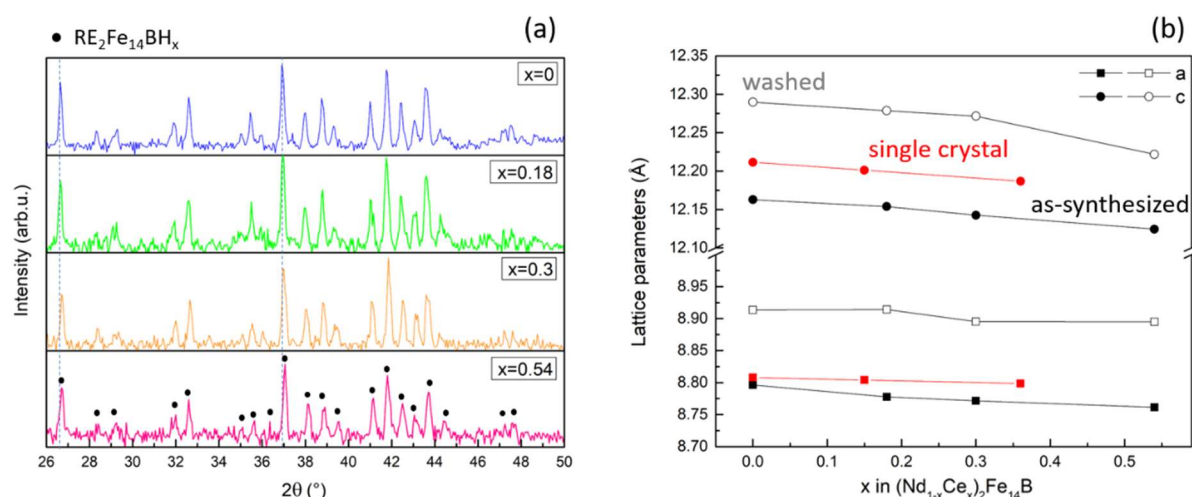 (a)
● RE₂Fe₁₄BHₓ
x=0
x=0.18
x=0.3
x=0.54
Intensity (arb.u.)
26 28 30 32 34 36 38 40 42 44 46 48 50
2θ (°)
(b)
12.35
12.30
12.25
12.20
12.15
12.10
8.95
8.90
8.85
8.80
8.75
8.70
Lattice parameters (Å)
washed
a
c
single crystal
as-synthesized
0.0 0.1 0.2 0.3 0.4 0.5
x in (Nd₁₋ₓCeₓ)₂Fe₁₄B